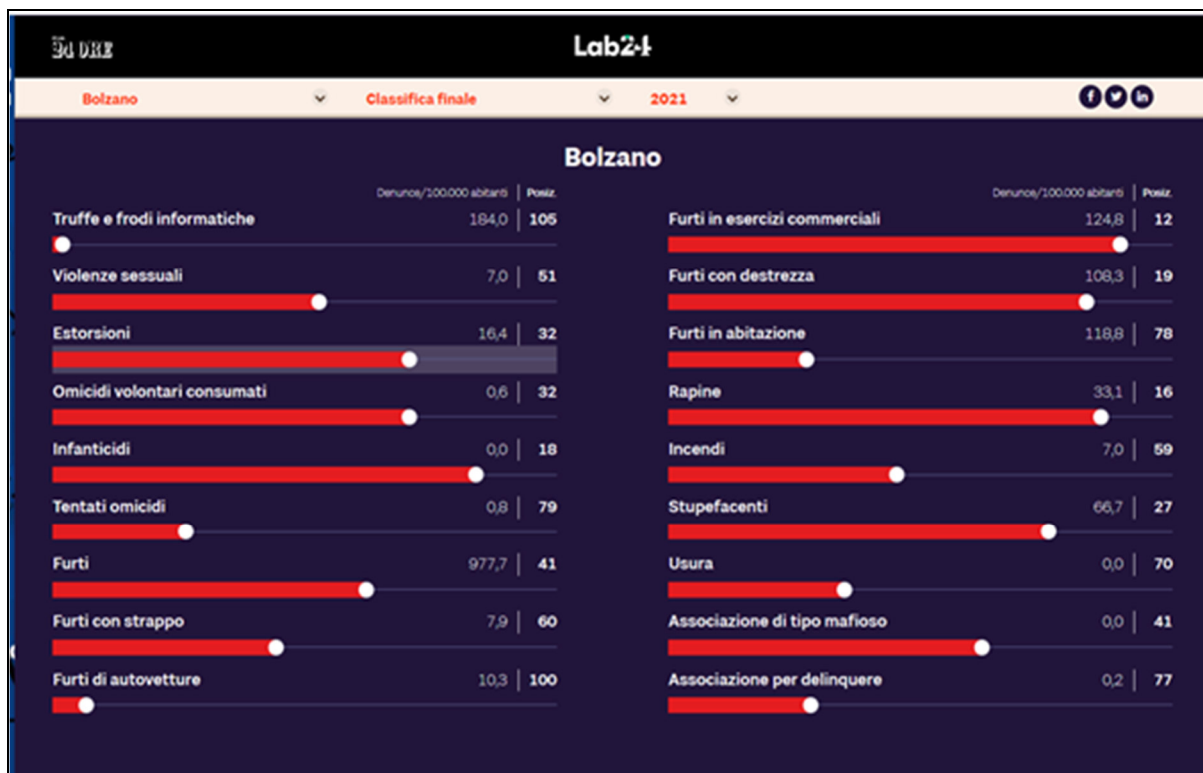 24 ORE
Lab24
Bolzano Classifica finale 2021
Bolzano
Denunce/100.000 abitanti Posiz.
Truffe e frodi informatiche 184,0 105
Violenze sessuali 7,0 51
Estorsioni 16,4 32
Omicidi volontari consumati 0,6 32
Infanticidi 0,0 18
Tentati omicidi 0,8 79
Furti 977,7 41
Furti con strappo 7,9 60
Furti di autovetture 10,3 100
Denunce/100.000 abitanti Posiz.
Furti in esercizi commerciali 124,8 12
Furti con destrezza 108,3 19
Furti in abitazione 118,8 78
Rapine 33,1 16
Incendi 7,0 59
Stupefacenti 66,7 27
Usura 0,0 70
Associazione di tipo mafioso 0,0 41
Associazione per delinquere 0,2 77